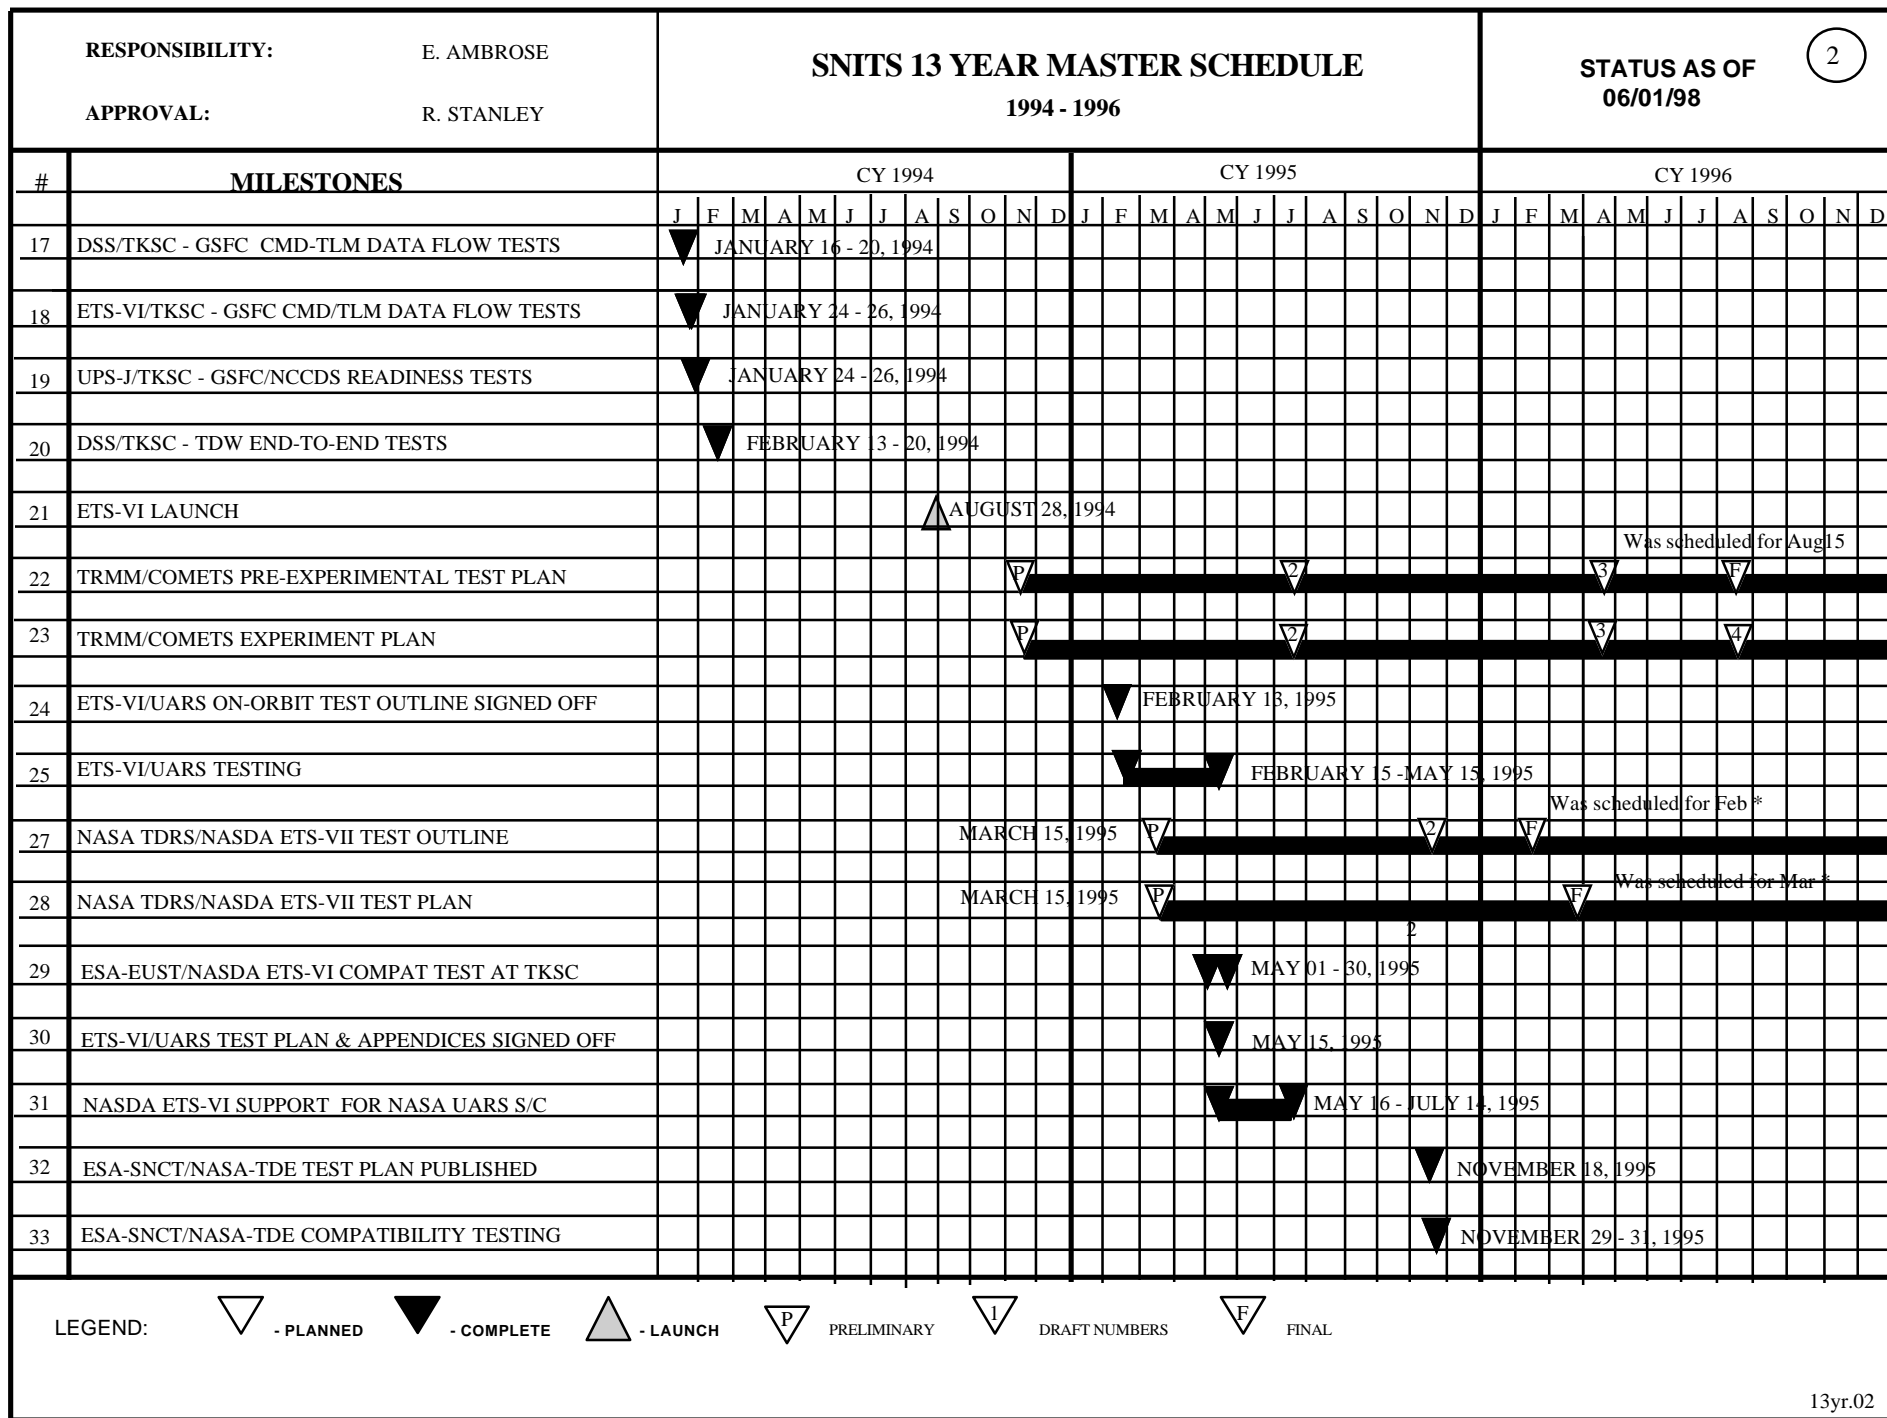 RESPONSIBILITY: E. AMBROSE
APPROVAL: R. STANLEY
SNITS 13 YEAR MASTER SCHEDULE
1994 - 1996
STATUS AS OF
06/01/98
2
# MILESTONES
CY 1994 CY 1995 CY 1996
J F M A M J J A S O N D J F M A M J J A S O N D J F M A M J J A S O N D
17 DSS/TKSC - GSFC CMD-TLM DATA FLOW TESTS JANUARY 16 - 20, 1994
18 ETS-VI/TKSC - GSFC CMD/TLM DATA FLOW TESTS JANUARY 24 - 26, 1994
19 UPS-J/TKSC - GSFC/NCCDS READINESS TESTS JANUARY 24 - 26, 1994
20 DSS/TKSC - TDW END-TO-END TESTS FEBRUARY 13 - 20, 1994
21 ETS-VI LAUNCH AUGUST 28, 1994
Was scheduled for Aug15
22 TRMM/COMETS PRE-EXPERIMENTAL TEST PLAN P 2 3 F
23 TRMM/COMETS EXPERIMENT PLAN P 2 3 4
24 ETS-VI/UARS ON-ORBIT TEST OUTLINE SIGNED OFF FEBRUARY 13, 1995
25 ETS-VI/UARS TESTING FEBRUARY 15 -MAY 15, 1995
Was scheduled for Feb *
27 NASA TDRS/NASDA ETS-VII TEST OUTLINE MARCH 15, 1995 P 2 F
Was scheduled for Mar *
28 NASA TDRS/NASDA ETS-VII TEST PLAN MARCH 15, 1995 P F
2
29 ESA-EUST/NASDA ETS-VI COMPAT TEST AT TKSC MAY 01 - 30, 1995
30 ETS-VI/UARS TEST PLAN & APPENDICES SIGNED OFF MAY 15, 1995
31 NASDA ETS-VI SUPPORT FOR NASA UARS S/C MAY 16 - JULY 14, 1995
32 ESA-SNCT/NASA-TDE TEST PLAN PUBLISHED NOVEMBER 18, 1995
33 ESA-SNCT/NASA-TDE COMPATIBILITY TESTING NOVEMBER 29 - 31, 1995
LEGEND: - PLANNED - COMPLETE - LAUNCH P PRELIMINARY 1 DRAFT NUMBERS F FINAL
13yr.02